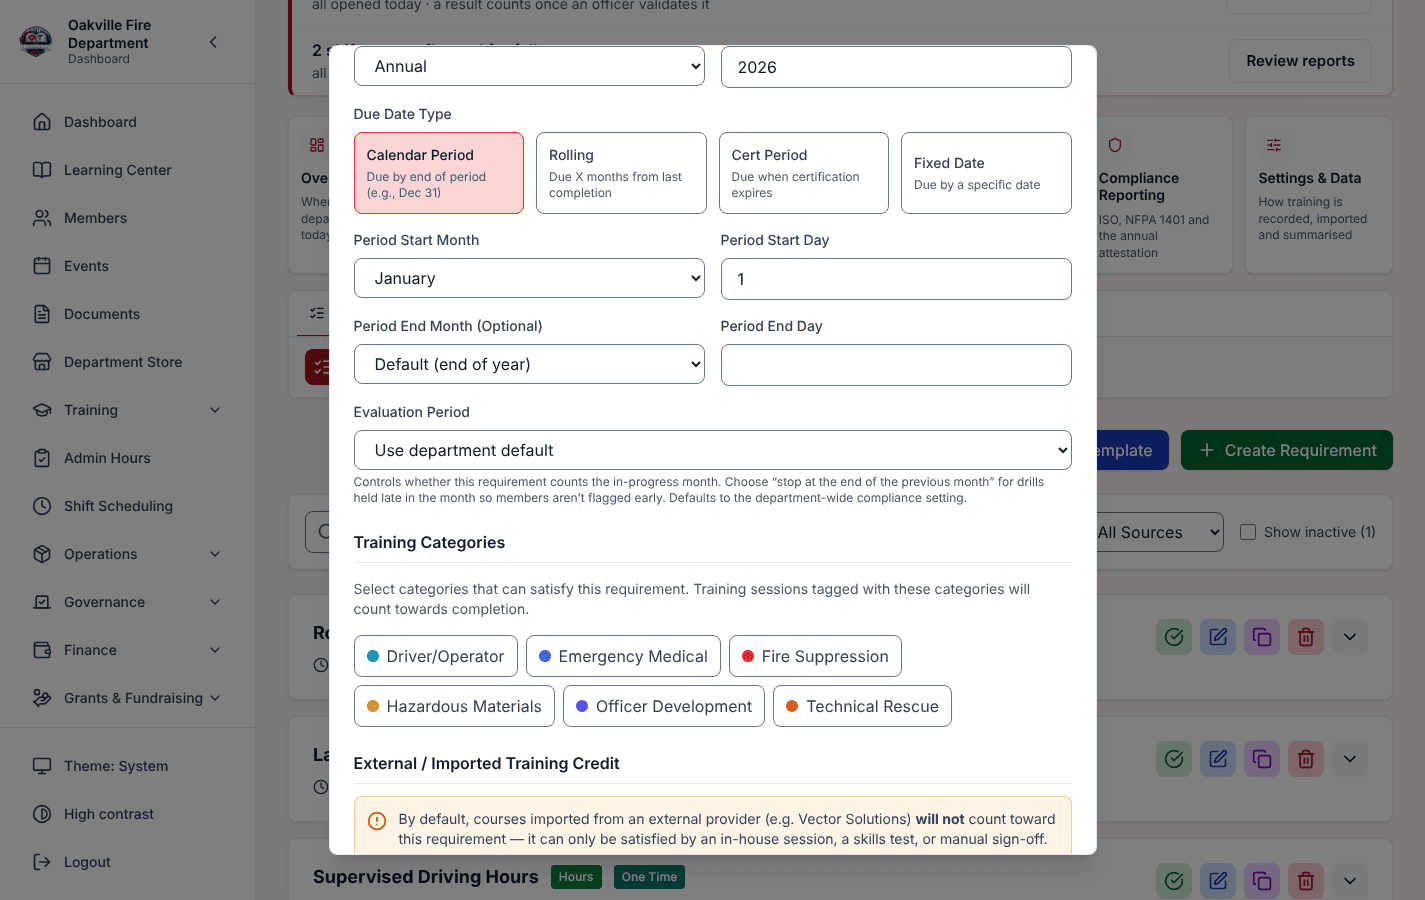 Oakville Fire
Department
Dashboard
Dashboard
Learning Center
Members
Events
Documents
Department Store
Training
Admin Hours
Shift Scheduling
Operations
Governance
Finance
Grants & Fundraising
Theme: System
High contrast
Logout
all opened today · a result counts once an officer validates it
2
all
Review reports
today
Compliance
Reporting
ISO, NFPA 1401 and
the annual
attestation
Settings & Data
How training is
recorded, imported
and summarised
Create Requirement
All Sources
Show inactive (1)
Supervised Driving Hours
Hours
One Time
Annual
2026
Due Date Type
Calendar Period
Due by end of period
(e.g., Dec 31)
Rolling
Due X months from last
completion
Cert Period
Due when certification
expires
Fixed Date
Due by a specific date
Period Start Month
Period Start Day
January
1
Period End Month (Optional)
Period End Day
Default (end of year)
Evaluation Period
Use department default
Controls whether this requirement counts the in-progress month. Choose “stop at the end of the previous month” for drills
held late in the month so members aren’t flagged early. Defaults to the department-wide compliance setting.
Training Categories
Select categories that can satisfy this requirement. Training sessions tagged with these categories will
count towards completion.
Driver/Operator
Emergency Medical
Fire Suppression
Hazardous Materials
Officer Development
Technical Rescue
External / Imported Training Credit
By default, courses imported from an external provider (e.g. Vector Solutions) will not count toward
this requirement — it can only be satisfied by an in-house session, a skills test, or manual sign-off.